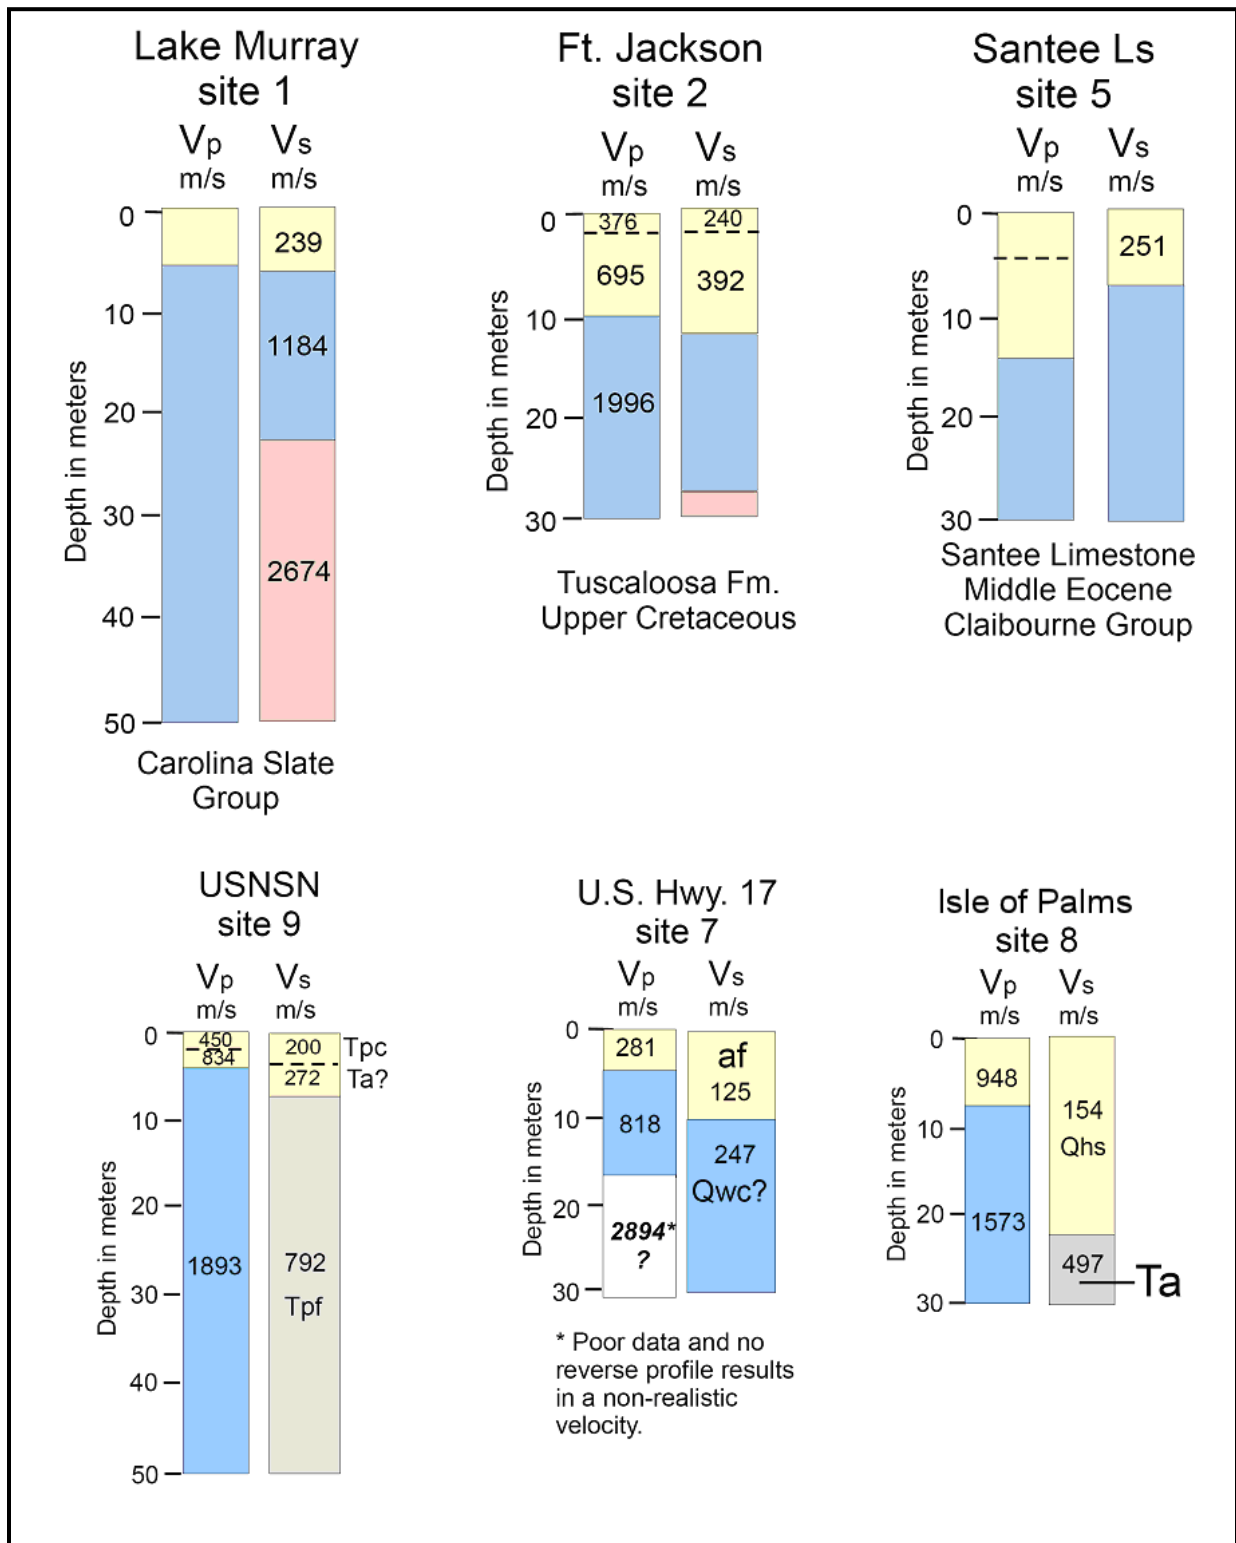 Lake Murray
site 1
Vp Vs
m/s m/s
0
239
10
1184
20
30
2674
40
50
Depth in meters
Carolina Slate
Group
Ft. Jackson
site 2
Vp Vs
m/s m/s
0 376 240
695 392
10
1996
20
30
Depth in meters
Tuscaloosa Fm.
Upper Cretaceous
Santee Ls
site 5
Vp Vs
m/s m/s
0
251
10
20
30
Depth in meters
Santee Limestone
Middle Eocene
Claibourne Group
USNSN
site 9
Vp Vs
m/s m/s
0 450 200 Tpc
834 272 Ta?
10
20
1893 792
30 Tpf
40
50
Depth in meters
U.S. Hwy. 17
site 7
Vp Vs
m/s m/s
0
281 af
125
10 818
247
Qwc?
20 2894*
?
30
Depth in meters
* Poor data and no
reverse profile results
in a non-realistic
velocity.
Isle of Palms
site 8
Vp Vs
m/s m/s
0
948
154
10 Qhs
20 1573
497 Ta
30
Depth in meters